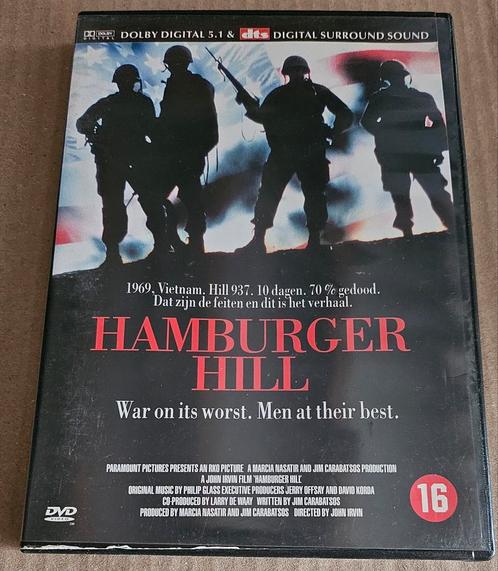 DOLBY DIGITAL DOLBY DIGITAL 5.1 & dts DIGITAL SURROUND SOUND
1969, Vietnam. Hill 937. 10 dagen. 70 % gedood.
Dat zijn de feiten en dit is het verhaal.
HAMBURGER
HILL
War on its worst. Men at their best.
PARAMOUNT PICTURES PRESENTS AN RKO PICTURE A MARCIA NASATIR AND JIM CARABATSOS PRODUCTION
A JOHN IRVIN FILM 'HAMBURGER HILL'
ORIGINAL MUSIC BY PHILIP GLASS EXECUTIVE PRODUCERS JERRY OFFSAY AND DAVID KORDA
CO-PRODUCED BY LARRY DE WAAY WRITTEN BY JIM CARABATSOS
PRODUCED BY MARCIA NASATIR AND JIM CARABATSOS DIRECTED BY JOHN IRVIN
16
DVD
VIDEO